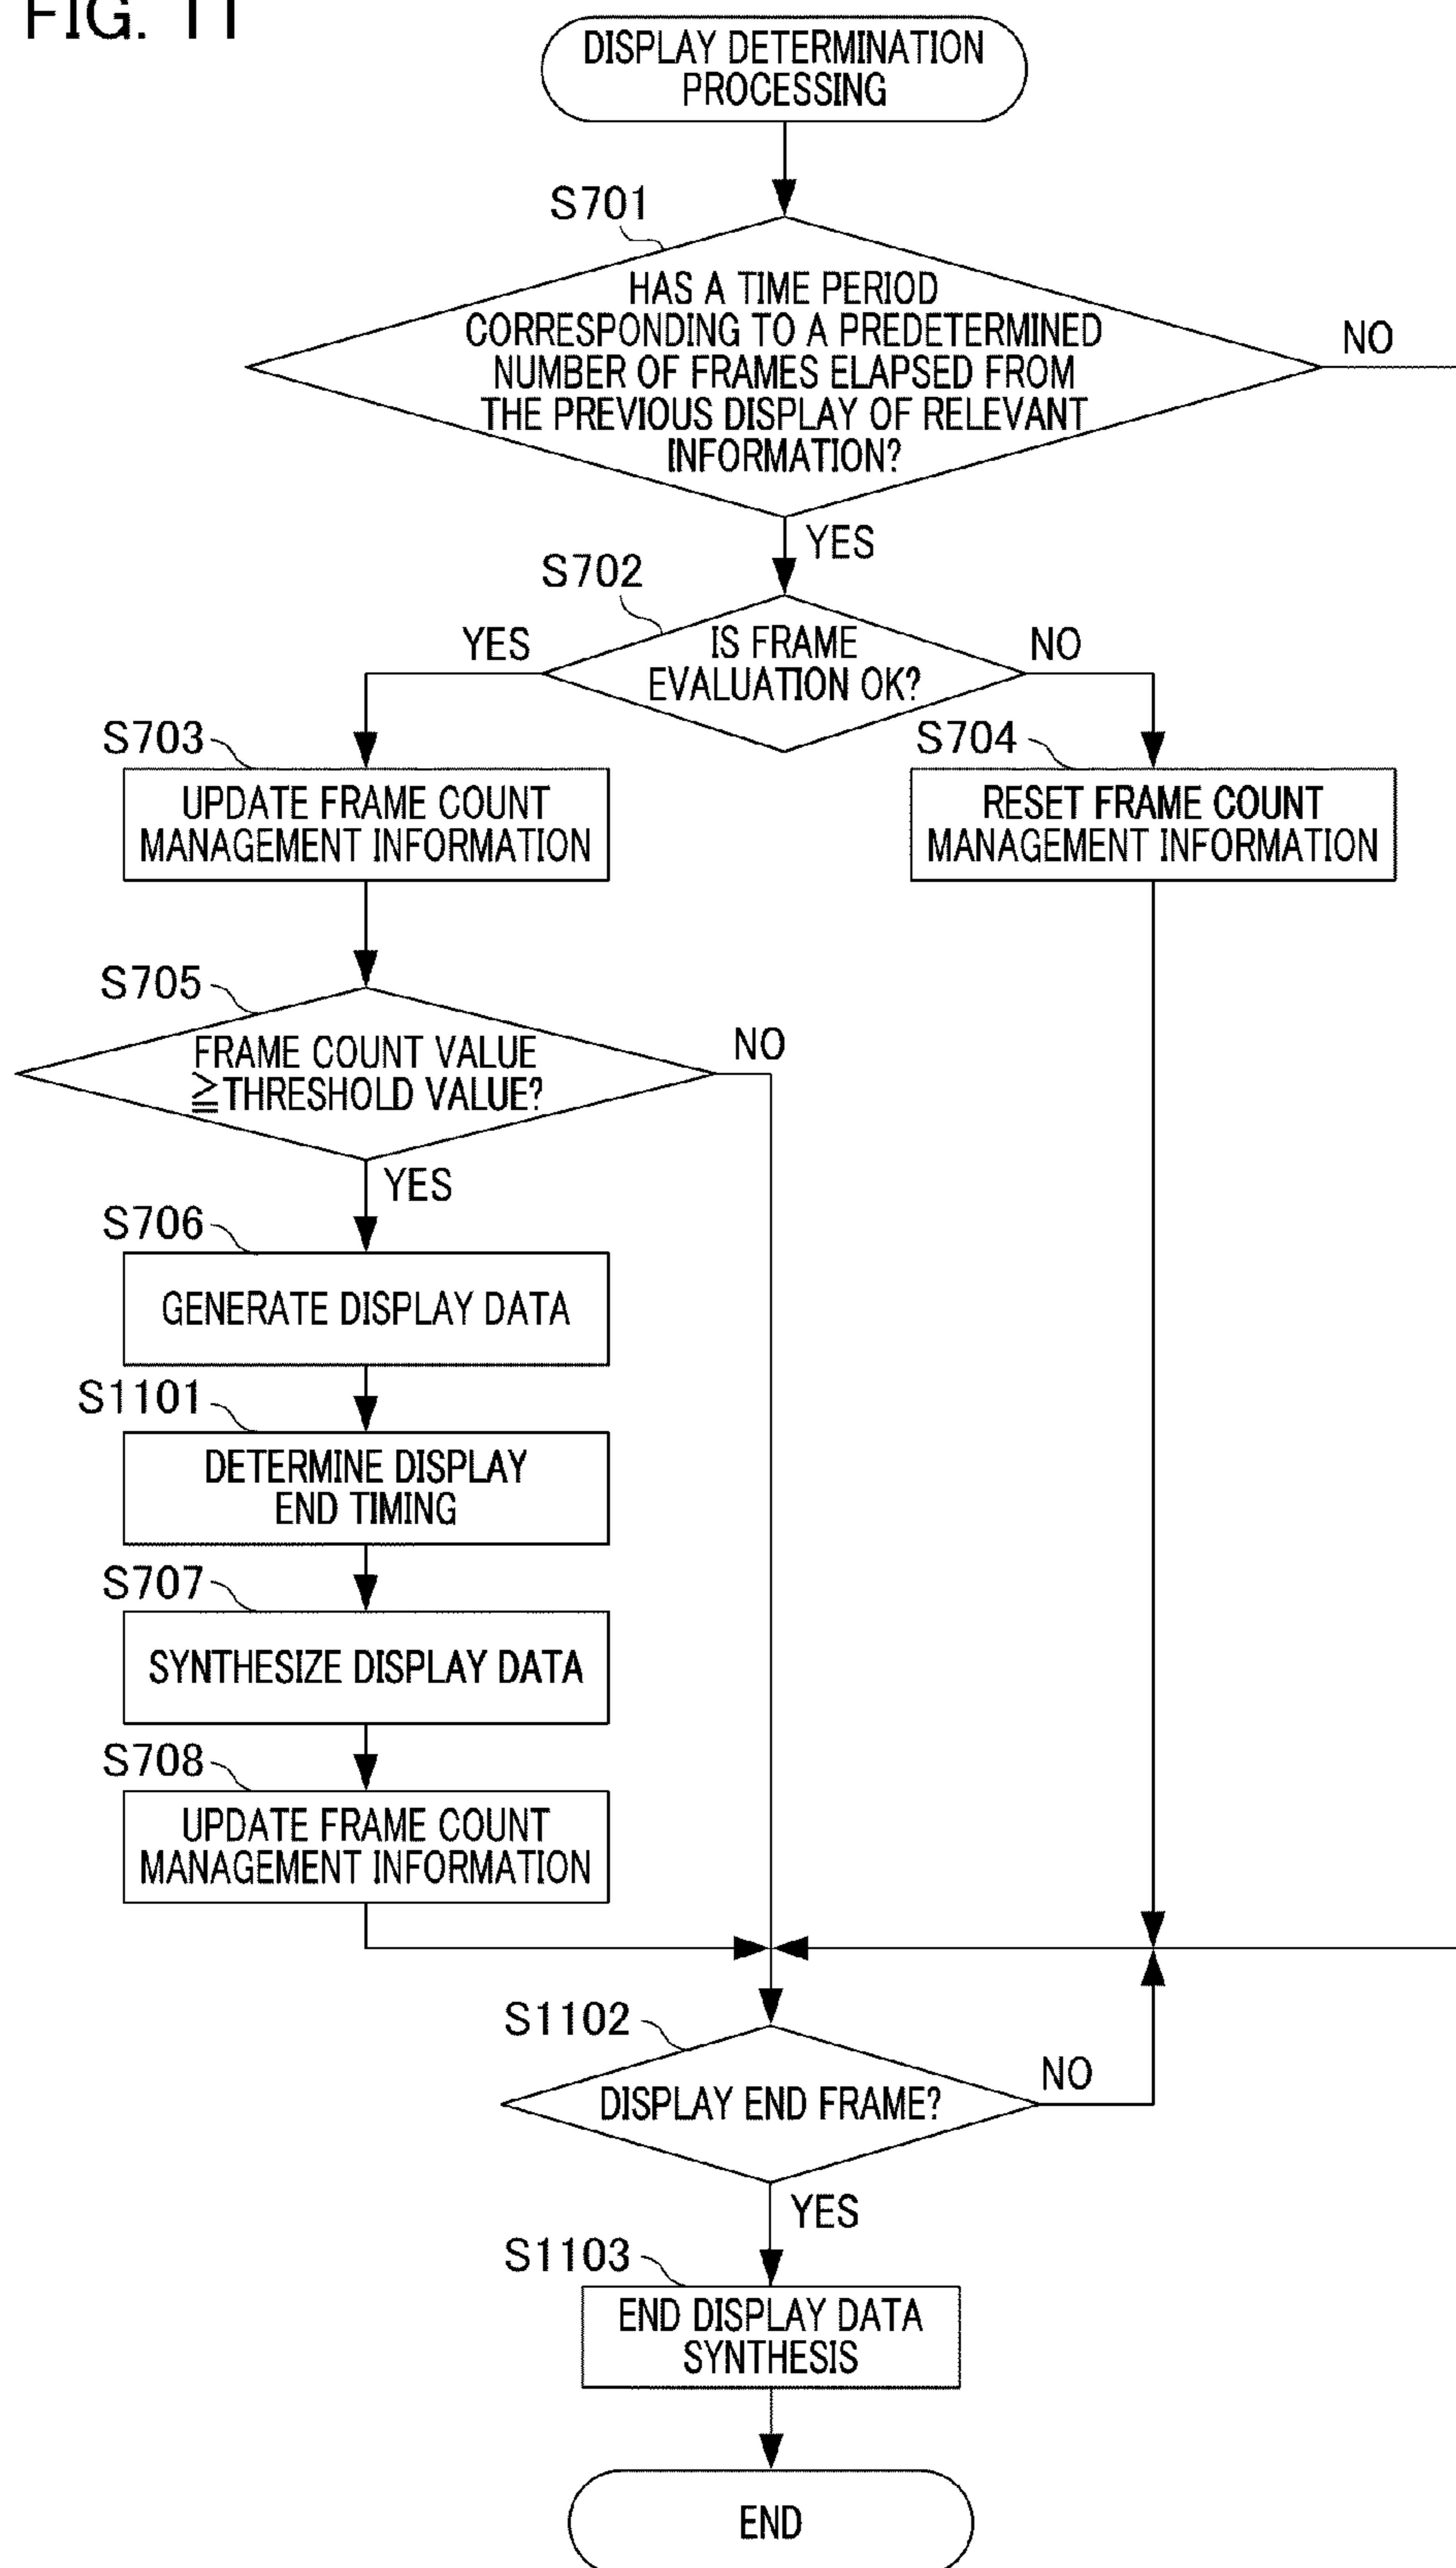 FIG. 11
DISPLAY DETERMINATION
PROCESSING
S701
HAS A TIME PERIOD
CORRESPONDING TO A PREDETERMINED
NUMBER OF FRAMES ELAPSED FROM
THE PREVIOUS DISPLAY OF RELEVANT
INFORMATION?
NO
YES
S702
IS FRAME
EVALUATION OK?
YES
NO
S703
UPDATE FRAME COUNT
MANAGEMENT INFORMATION
S704
RESET FRAME COUNT
MANAGEMENT INFORMATION
S705
FRAME COUNT VALUE
≧THRESHOLD VALUE?
NO
YES
S706
GENERATE DISPLAY DATA
S1101
DETERMINE DISPLAY
END TIMING
S707
SYNTHESIZE DISPLAY DATA
S708
UPDATE FRAME COUNT
MANAGEMENT INFORMATION
S1102
DISPLAY END FRAME?
NO
YES
S1103
END DISPLAY DATA
SYNTHESIS
END